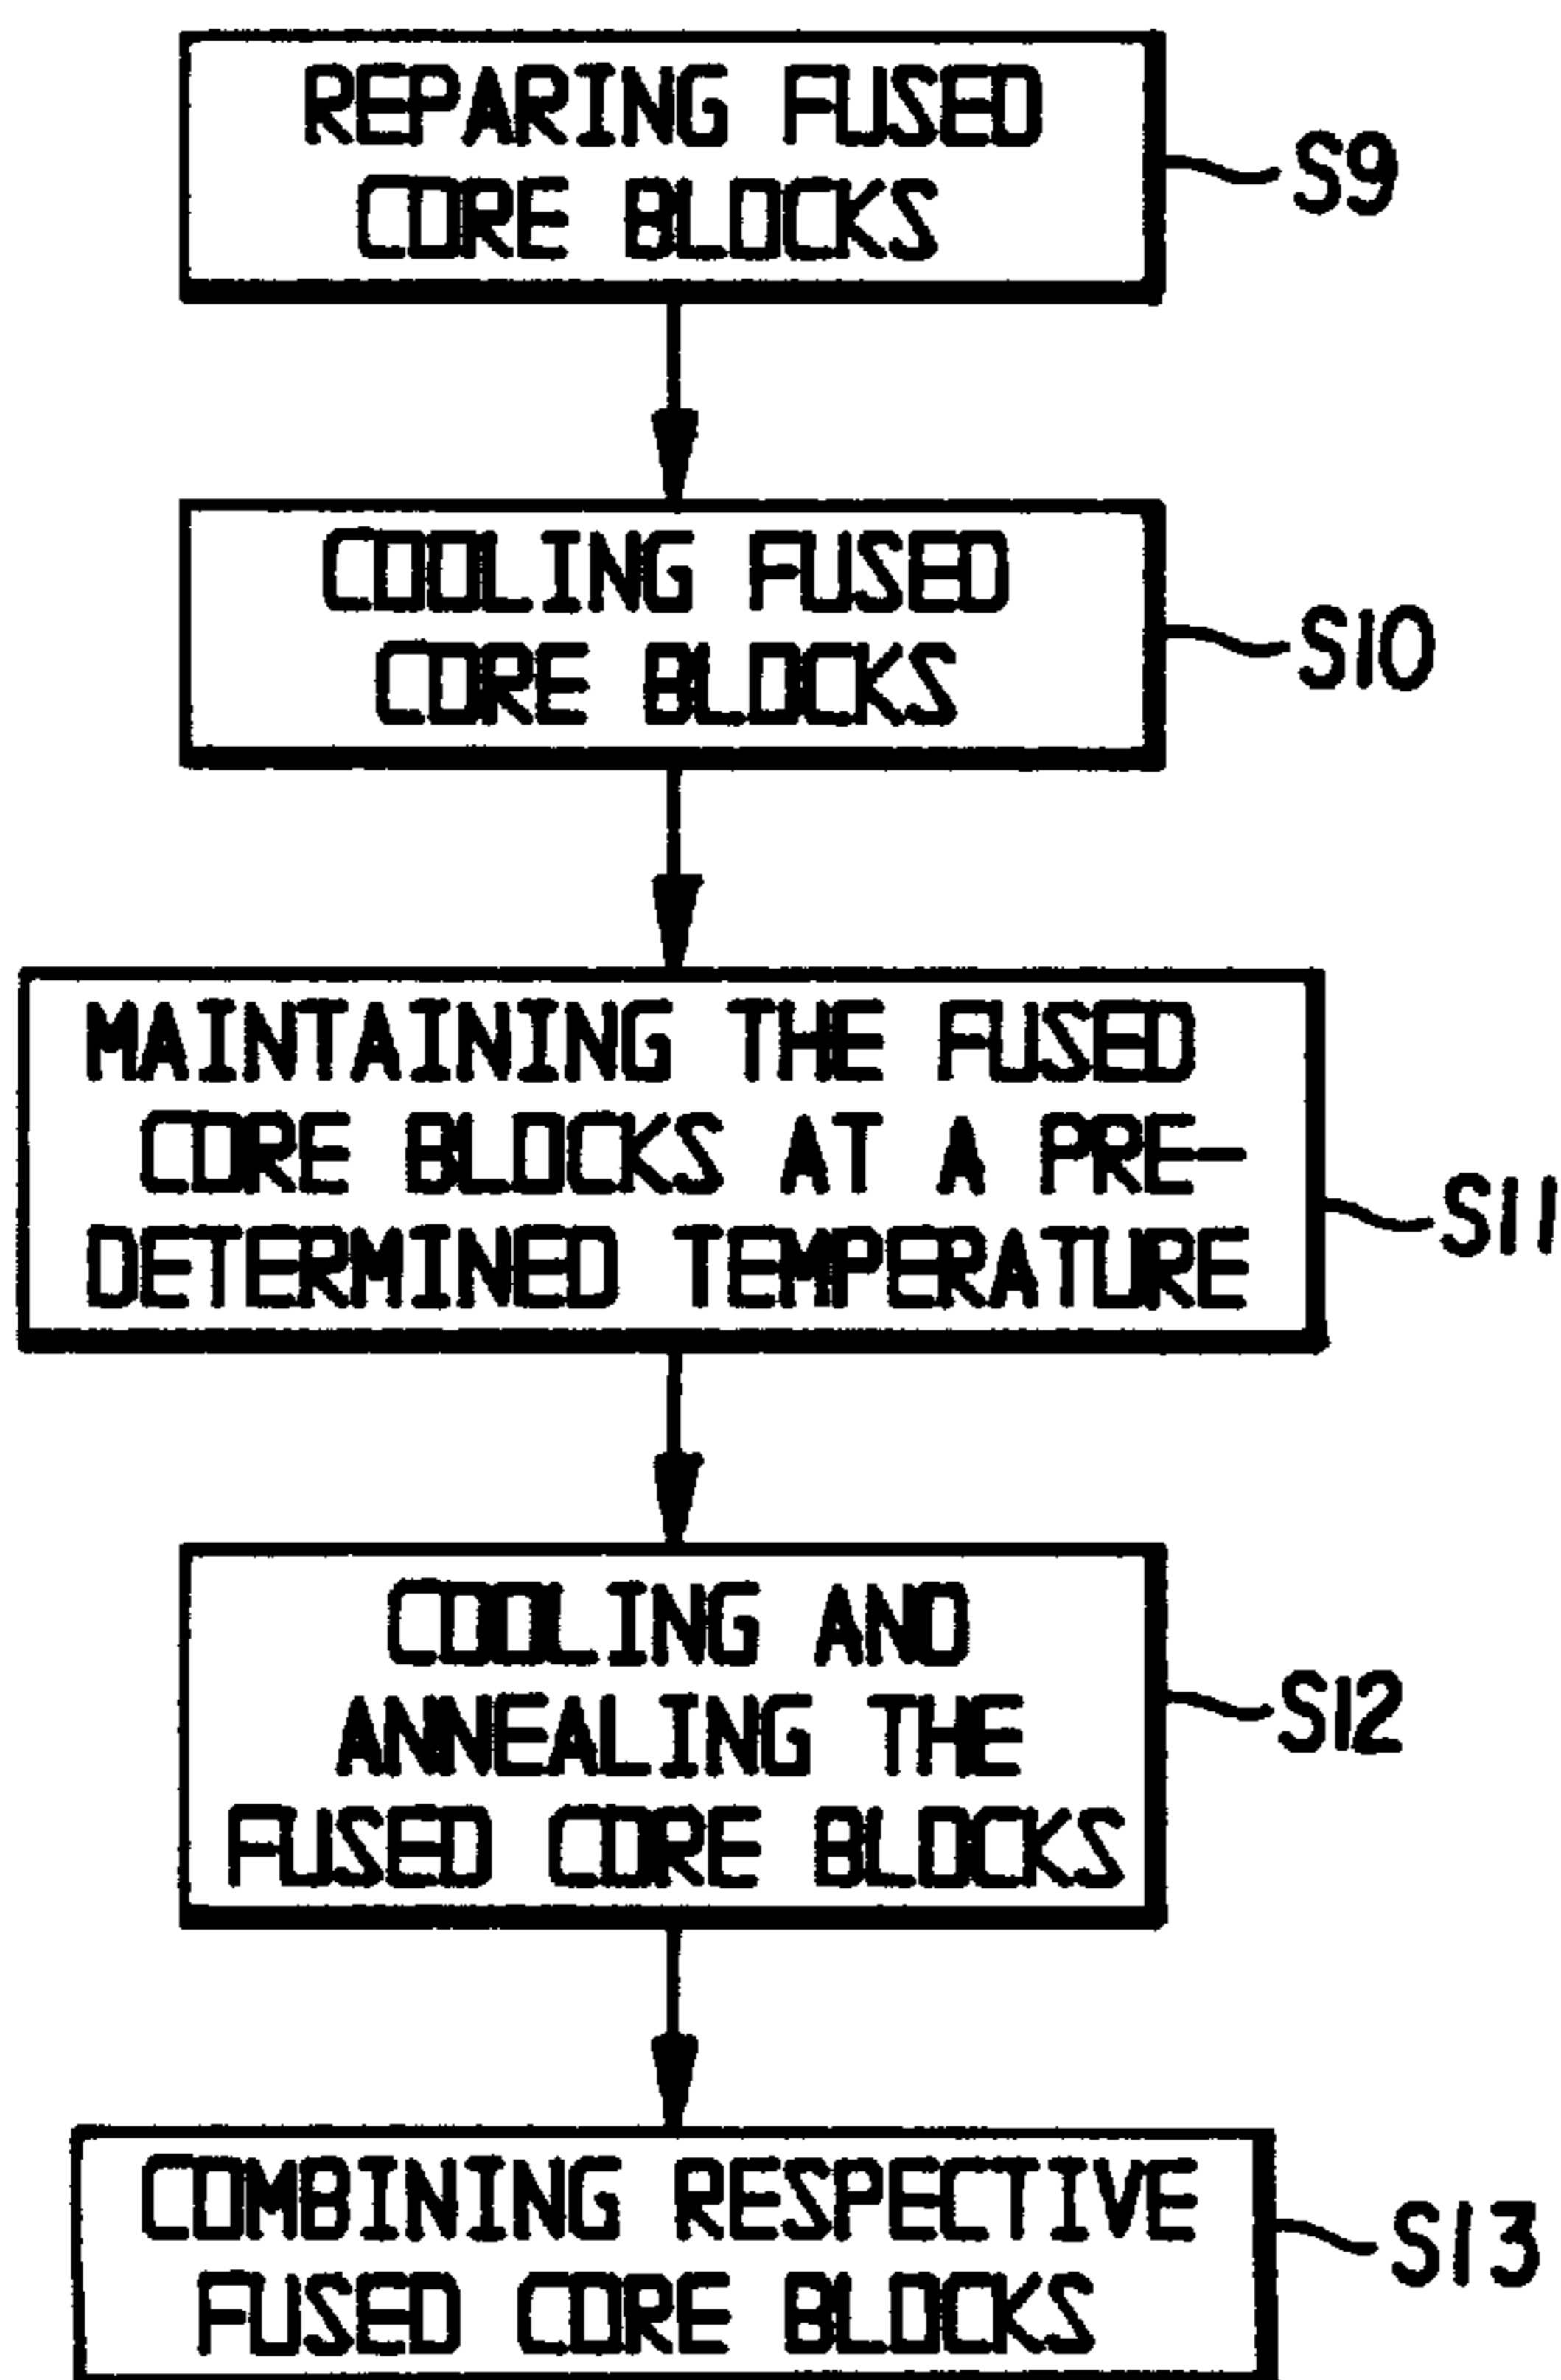 REPARING FUSED
CORE BLOCKS
S9
COOLING FUSED
CORE BLOCKS
S10
MAINTAINING THE FUSED
CORE BLOCKS AT A PRE-
DETERMINED TEMPERATURE
S11
COOLING AND
ANNEALING THE
FUSED CORE BLOCKS
S12
COMBINING RESPECTIVE
FUSED CORE BLOCKS
S13